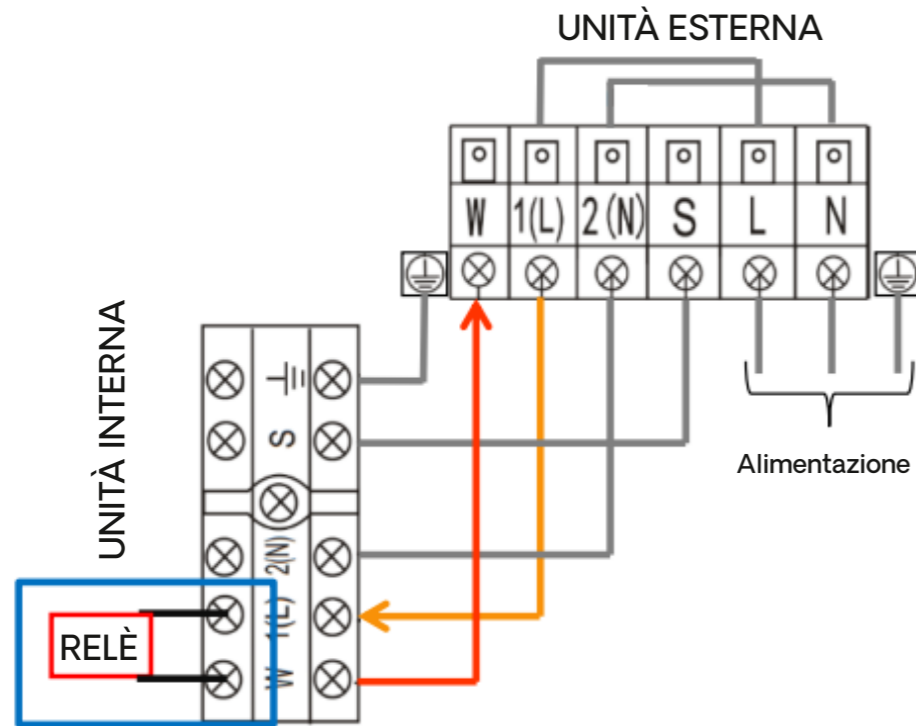 UNITÀ ESTERNA
W 1(L) 2(N) S L N
Alimentazione
UNITÀ INTERNA
S
2(N)
1(L)
W
RELÈ